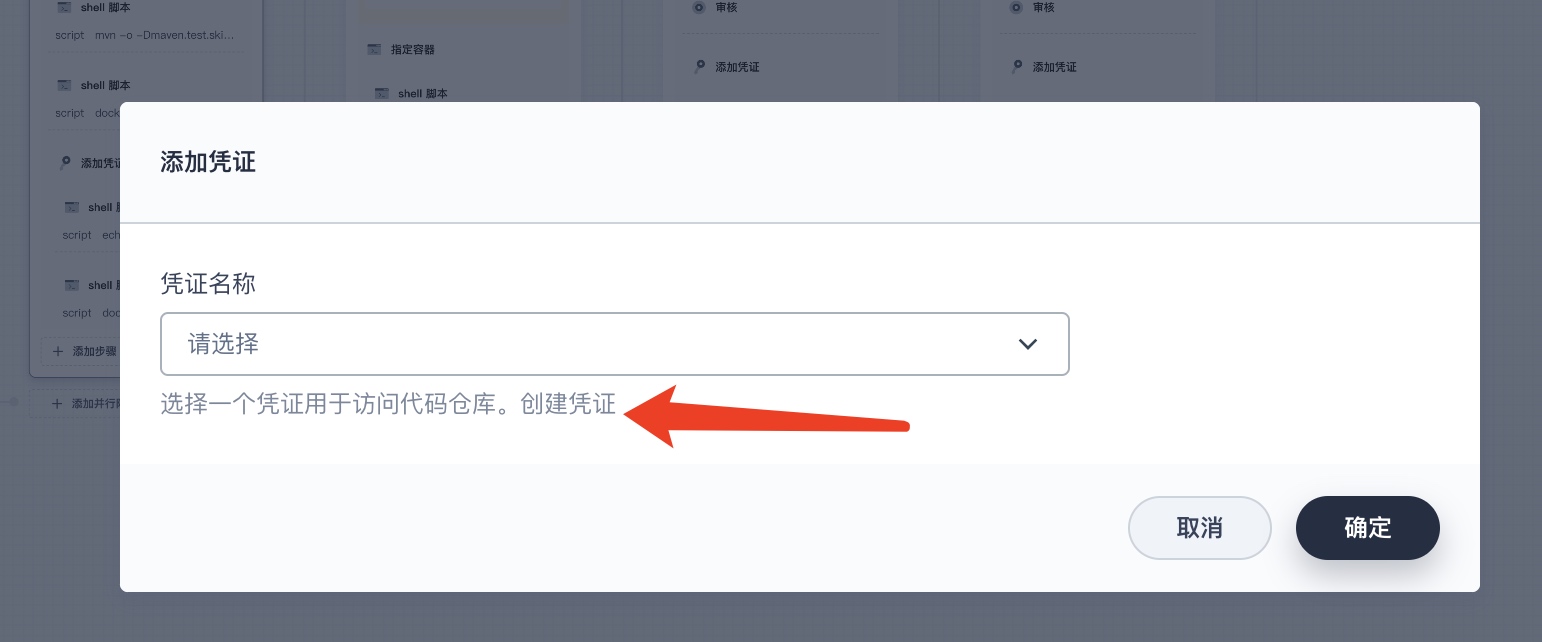 shell 脚本
script mvn -o -Dmaven.test.ski...
shell 脚本
script dock
添加凭证
shell
script ech
shell
script doc
添加步骤
添加并行
指定容器
shell 脚本
审核
添加凭证
审核
添加凭证
添加凭证
凭证名称
请选择
选择一个凭证用于访问代码仓库。创建凭证
取消
确定